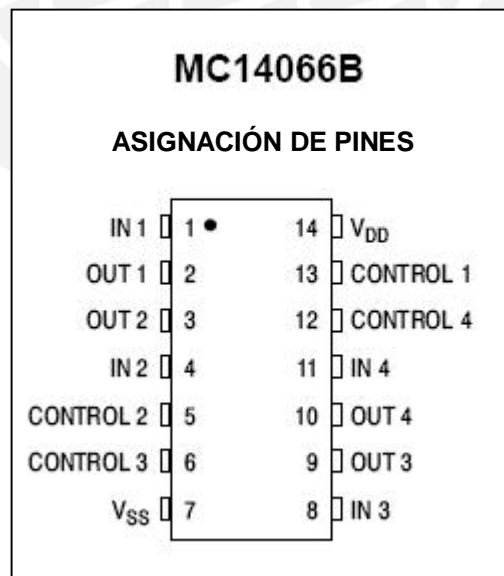 MC14066B
ASIGNACIÓN DE PINES
IN 1 1 14 VDD
OUT 1 2 13 CONTROL 1
OUT 2 3 12 CONTROL 4
IN 2 4 11 IN 4
CONTROL 2 5 10 OUT 4
CONTROL 3 6 9 OUT 3
VSS 7 8 IN 3